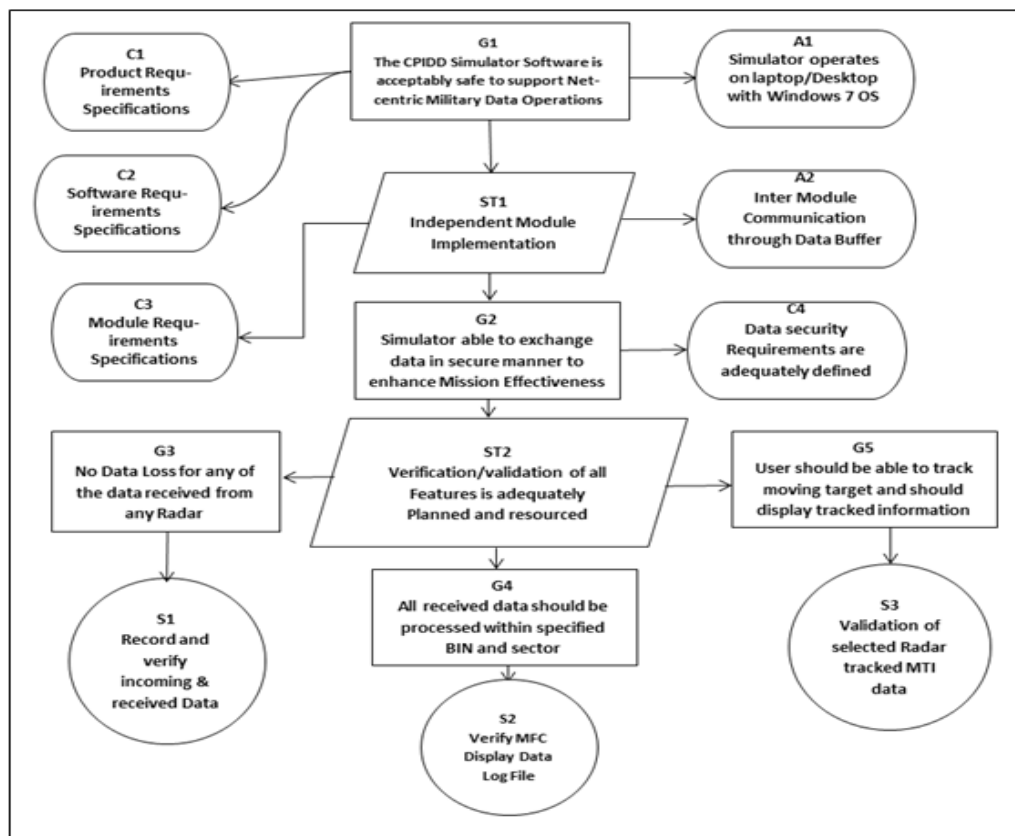 C1
Product Requ-
irements
Specifications
G1
The CPIDD Simulator Software is
acceptably safe to support Net-
centric Military Data Operations
A1
Simulator operates
on laptop/Desktop
with Windows 7 OS
C2
Software Requ-
irements
Specifications
ST1
Independent Module
Implementation
A2
Inter Module
Communication
through Data Buffer
C3
Module Requ-
irements
Specifications
G2
Simulator able to exchange
data in secure manner to
enhance Mission Effectiveness
C4
Data security
Requirements are
adequately defined
G3
No Data Loss for any of
the data received from
any Radar
ST2
Verification/validation of all
Features is adequately
Planned and resourced
G5
User should be able to track
moving target and should
display tracked information
S1
Record and
verify
incoming &
received Data
G4
All received data should be
processed within specified
BIN and sector
S3
Validation of
selected Radar
tracked MTI
data
S2
Verify MFC
Display Data
Log File